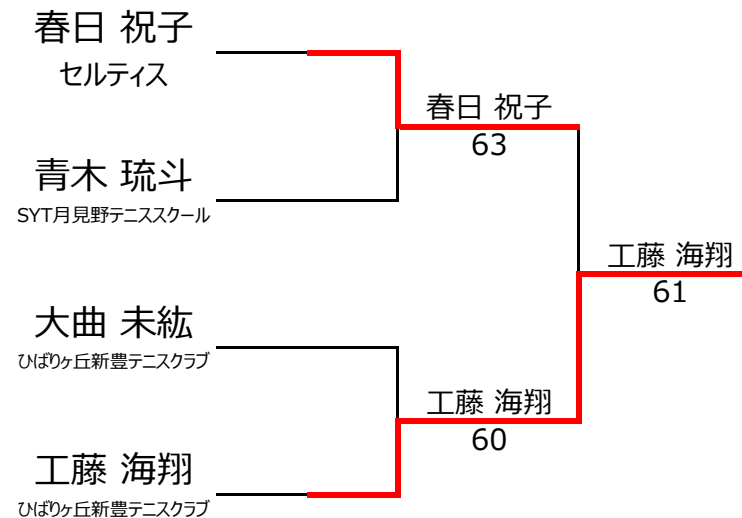 春日 祝子
セルティス
春日 祝子
63
青木 琉斗
SYT月見野テニススクール
工藤 海翔
61
大曲 未紘
ひばりヶ丘新豊テニスクラブ
工藤 海翔
60
工藤 海翔
ひばりヶ丘新豊テニスクラブ